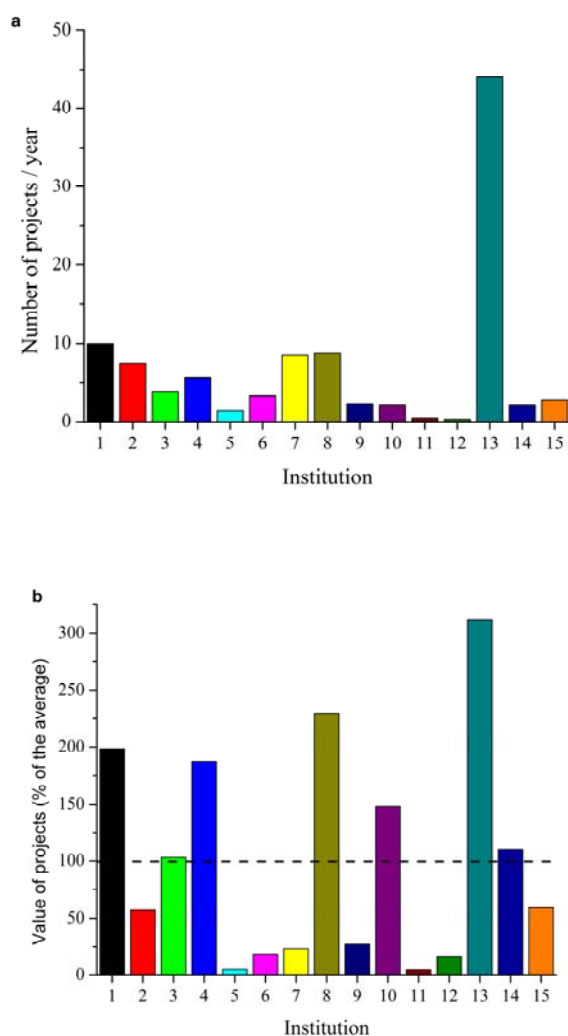 a
Number of projects / year
50
40
30
20
10
0
1 2 3 4 5 6 7 8 9 10 11 12 13 14 15
Institution
b
Value of projects (% of the average)
300
250
200
150
100
50
0
1 2 3 4 5 6 7 8 9 10 11 12 13 14 15
Institution